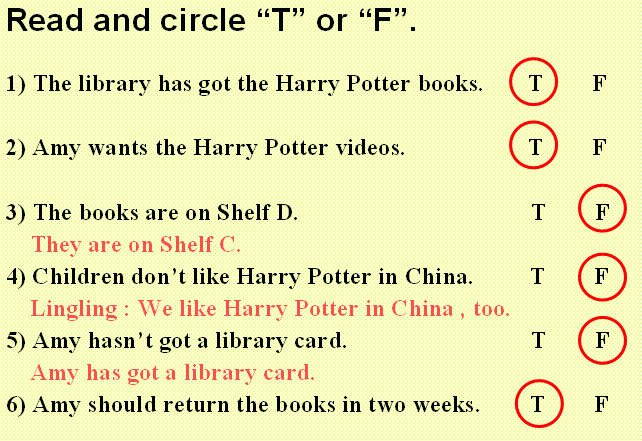 Read and circle “T” or “F”.
1) The library has got the Harry Potter books. T F
2) Amy wants the Harry Potter videos. T F
3) The books are on Shelf D. T F
They are on Shelf C.
4) Children don’t like Harry Potter in China. T F
Lingling : We like Harry Potter in China , too.
5) Amy hasn’t got a library card. T F
Amy has got a library card.
6) Amy should return the books in two weeks. T F